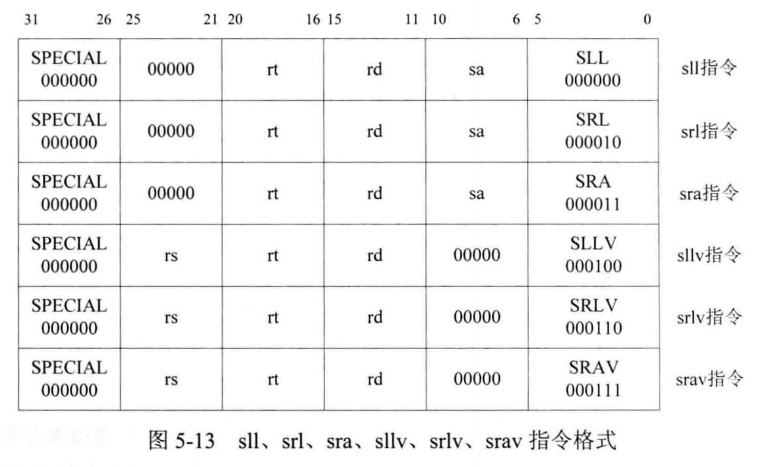 31 26 25 21 20 16 15 11 10 6 5 0
SPECIAL SLL
000000 00000 rt rd sa 000000 sll指令
SPECIAL SRL
000000 00000 rt rd sa 000010 srl指令
SPECIAL SRA
000000 00000 rt rd sa 000011 sra指令
SPECIAL SLLV
000000 rs rt rd 00000 000100 sllv指令
SPECIAL SRLV
000000 rs rt rd 00000 000110 srlv指令
SPECIAL SRAV
000000 rs rt rd 00000 000111 srav指令
图 5-13 sll、srl、sra、sllv、srlv、srav 指令格式